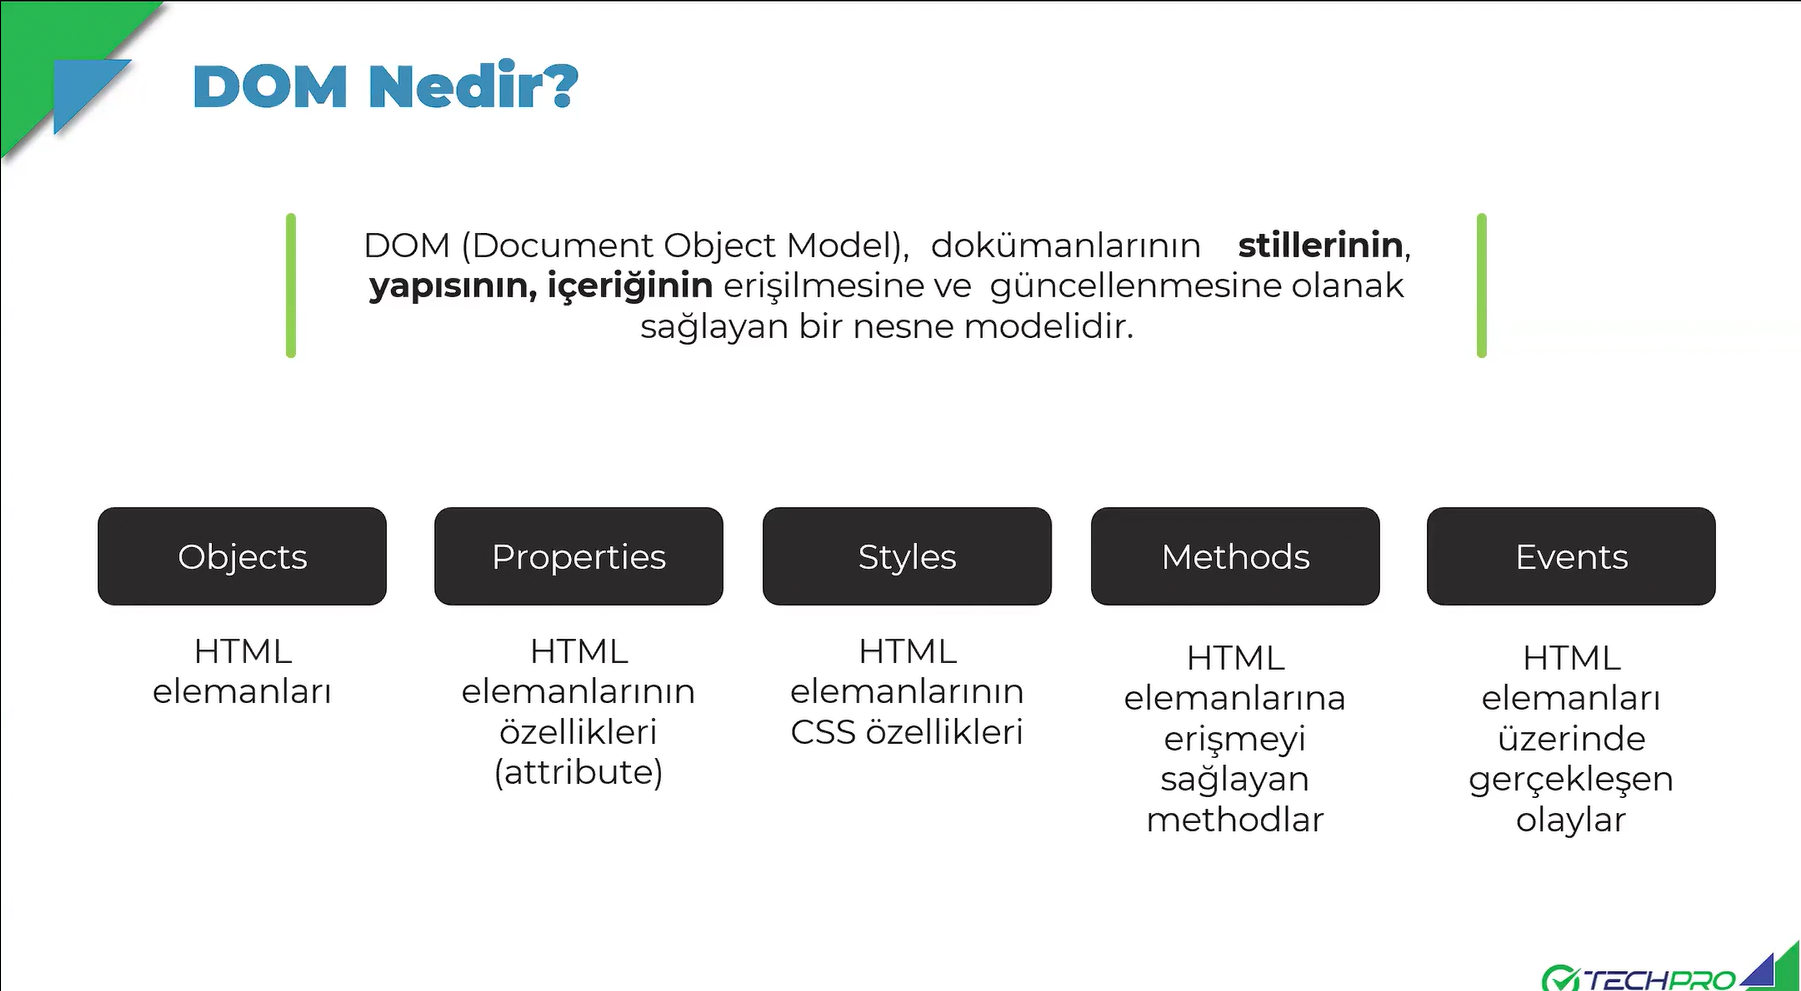 DOM Nedir?
DOM (Document Object Model), dokümanlarının stillerinin,
yapısının, içeriğinin erişilmesine ve güncellenmesine olanak
sağlayan bir nesne modelidir.
Objects
HTML
elemanları
Properties
HTML
elemanlarının
özellikleri
(attribute)
Styles
HTML
elemanlarının
CSS özellikleri
Methods
HTML
elemanlarına
erişmeyi
sağlayan
methodlar
Events
HTML
elemanları
üzerinde
gerçekleşen
olaylar
TECHPRO